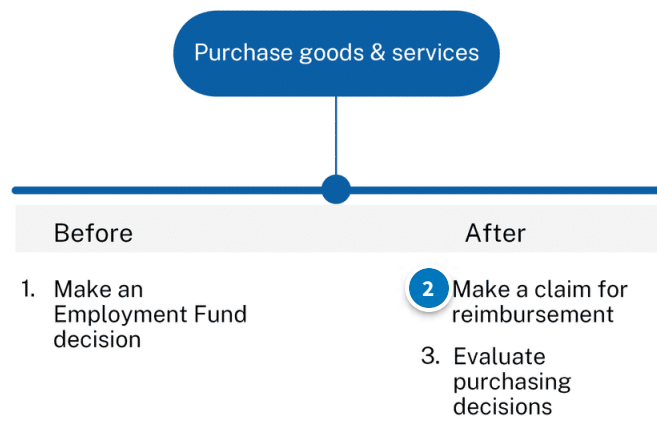 Purchase goods & services
Before
After
1. Make an
Employment Fund
decision
2 Make a claim for
reimbursement
3. Evaluate
purchasing
decisions